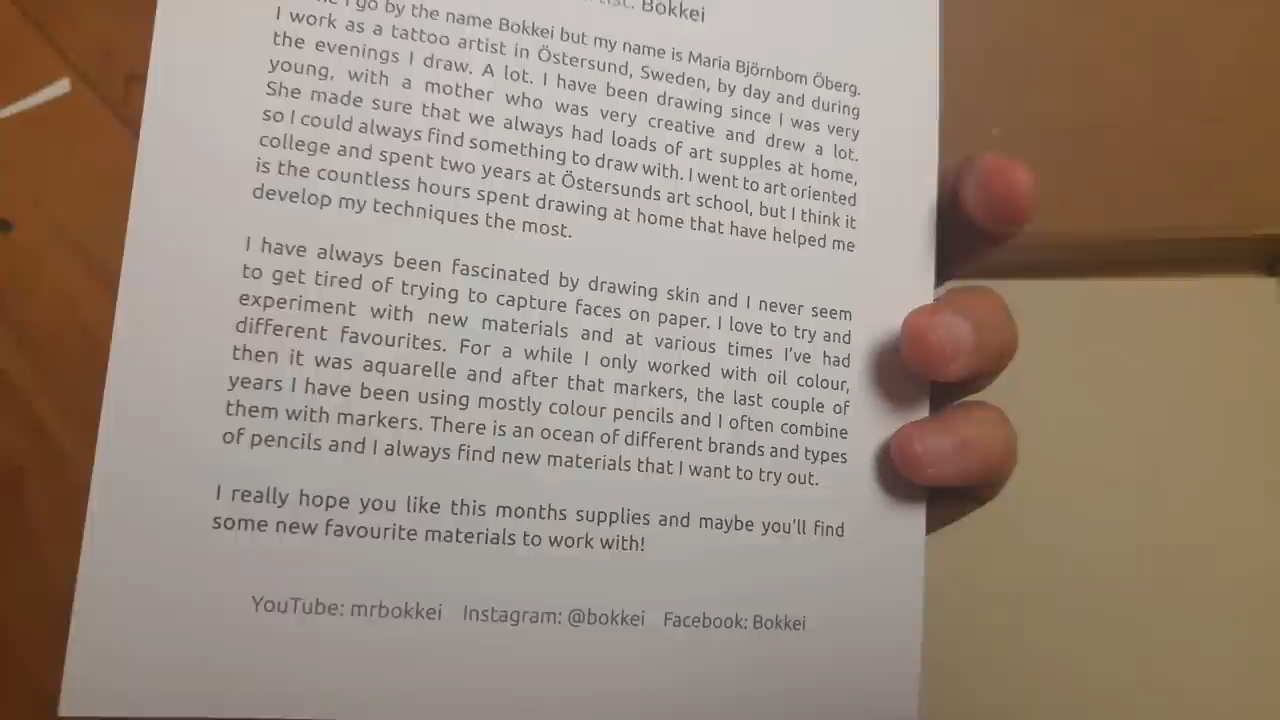 Bokkei
I go by the name Bokkei but my name is Maria Björnbom Öberg.
I work as a tattoo artist in Östersund, Sweden, by day and during
the evenings I draw. A lot. I have been drawing since I was very
young, with a mother who was very creative and drew a lot.
She made sure that we always had loads of art supples at home,
so I could always find something to draw with. I went to art oriented
college and spent two years at Östersunds art school, but I think it
is the countless hours spent drawing at home that have helped me
develop my techniques the most.
I have always been fascinated by drawing skin and I never seem
to get tired of trying to capture faces on paper. I love to try and
experiment with new materials and at various times I've had
different favourites. For a while I only worked with oil colour,
then it was aquarelle and after that markers, the last couple of
years I have been using mostly colour pencils and I often combine
them with markers. There is an ocean of different brands and types
of pencils and I always find new materials that I want to try out.
I really hope you like this months supplies and maybe you'll find
some new favourite materials to work with!
YouTube: mrbokkei Instagram: @bokkei Facebook: Bokkei